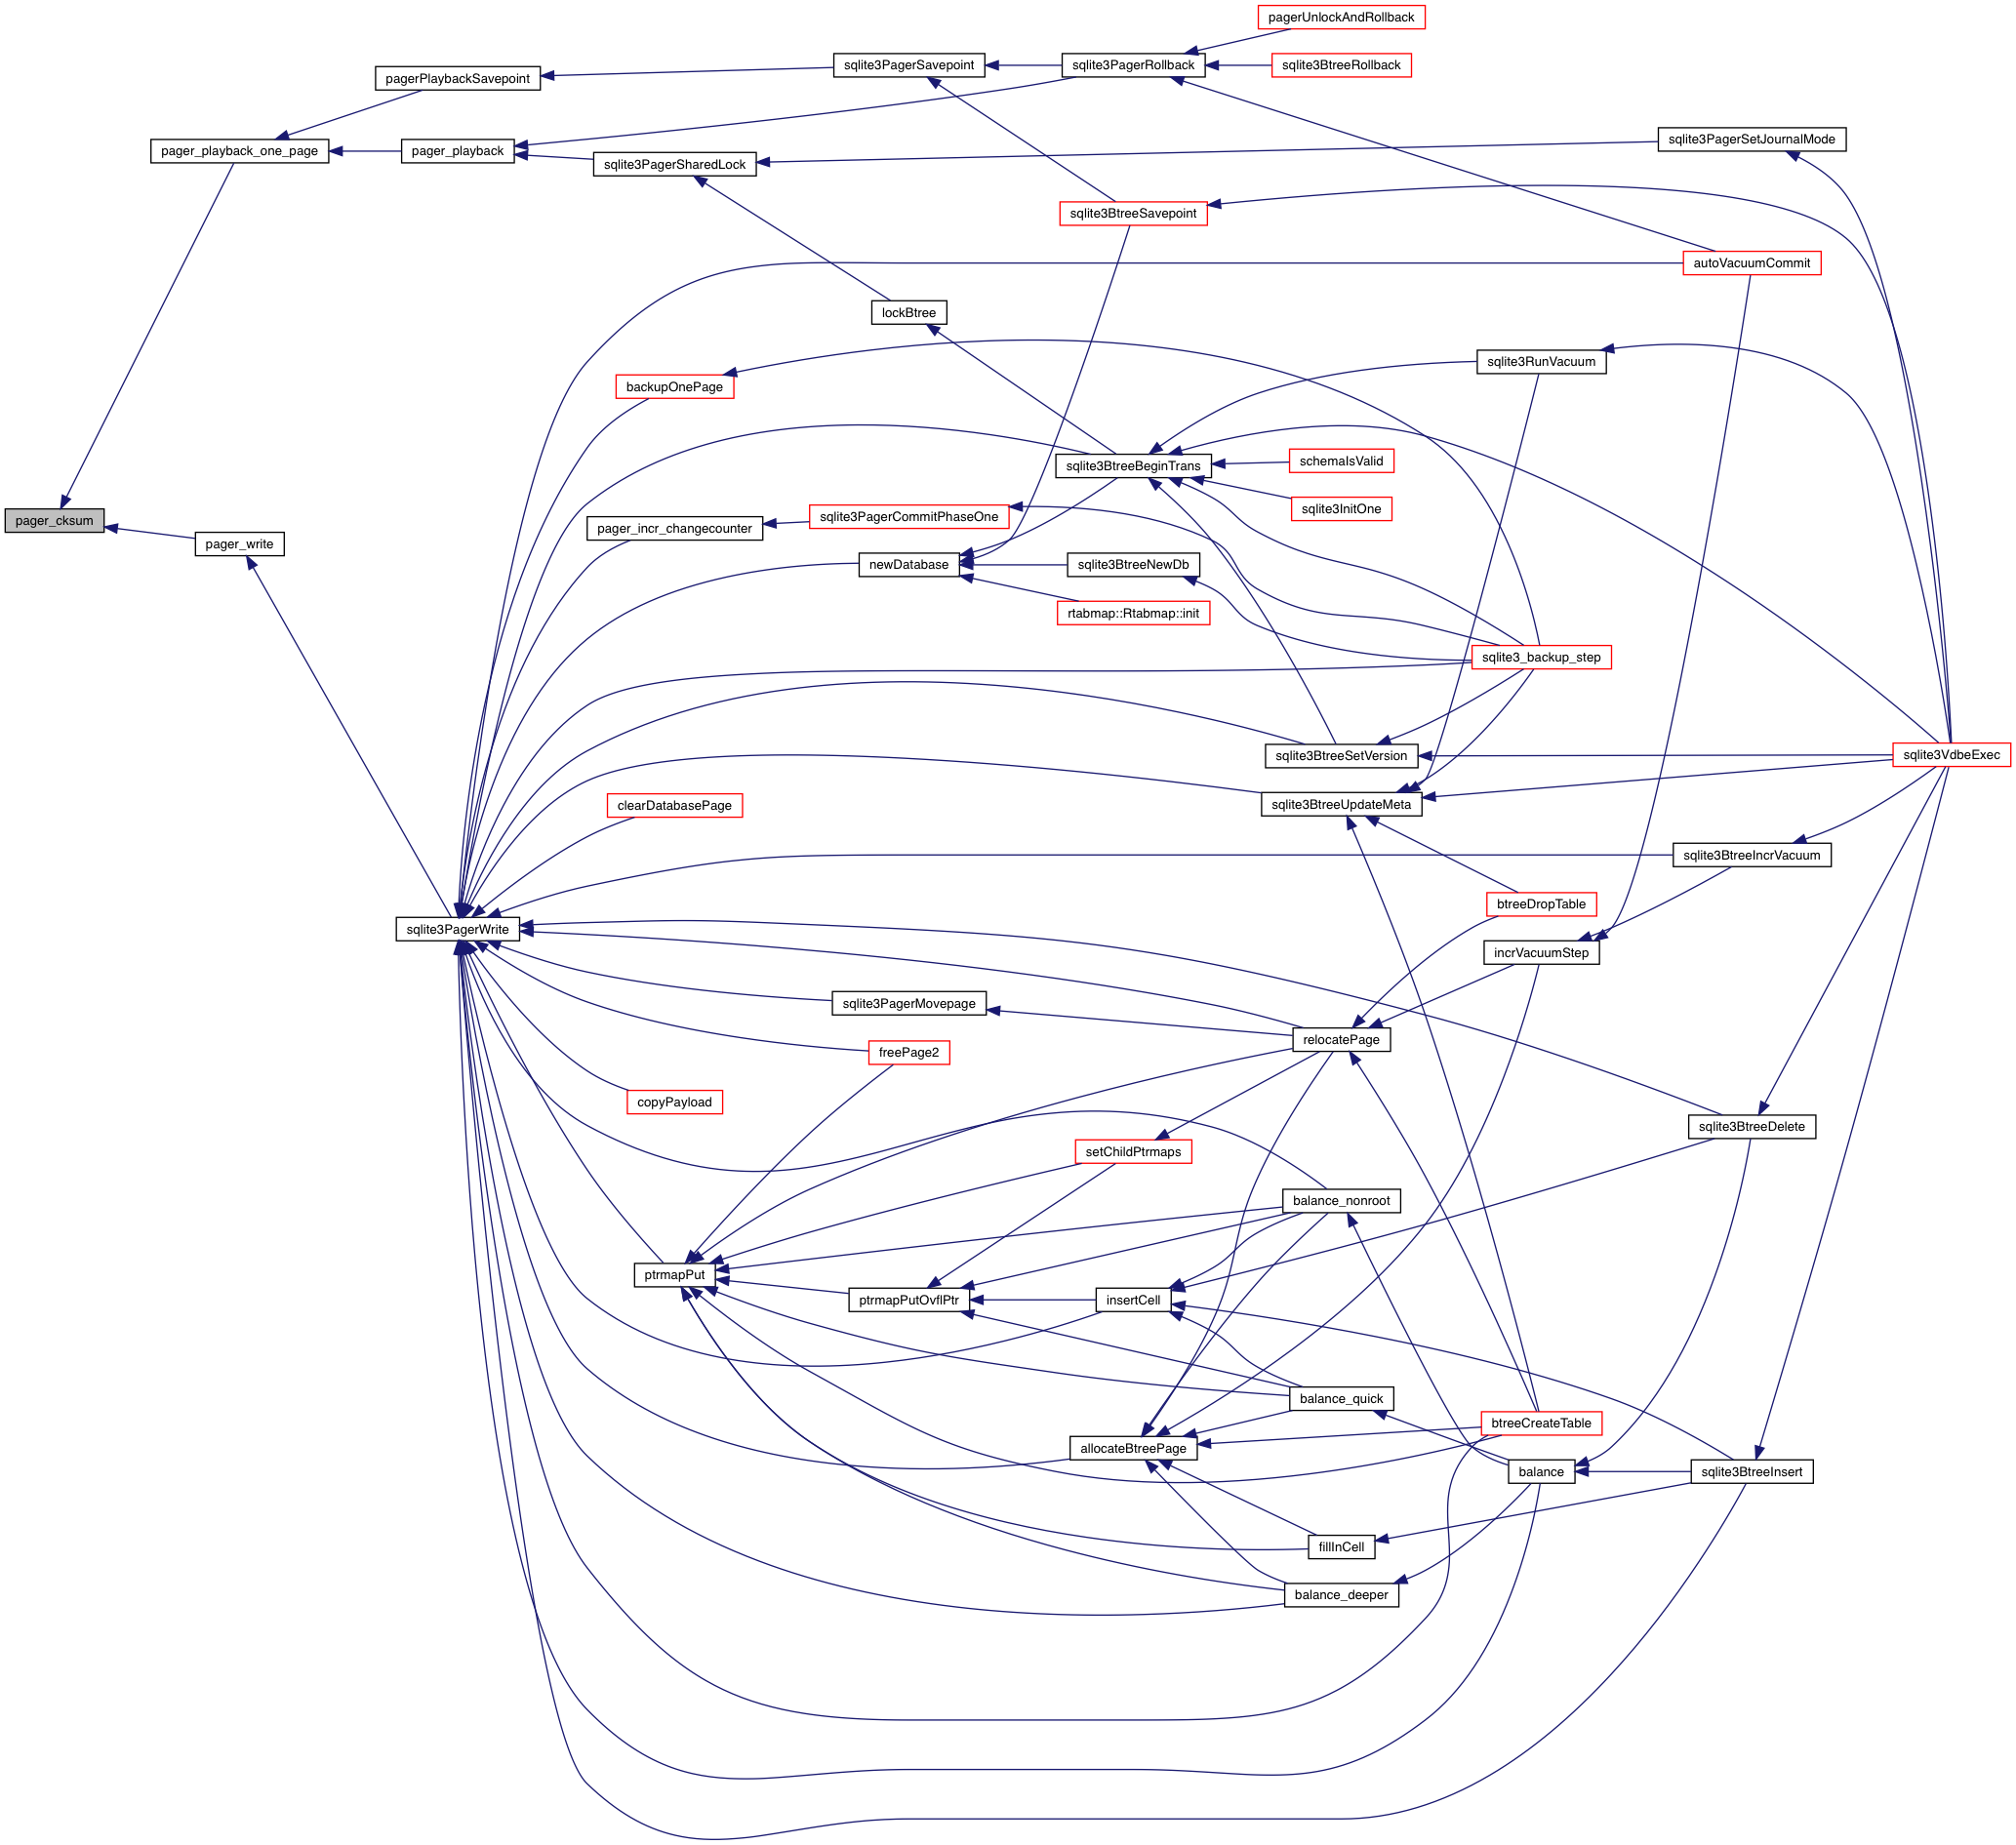 pagerUnlockAndRollback
pagerPlaybackSavepoint
sqlite3PagerSavepoint
sqlite3PagerRollback
sqlite3BtreeRollback
pager_playback_one_page
pager_playback
sqlite3PagerSharedLock
sqlite3PagerSetJournalMode
sqlite3BtreeSavepoint
autoVacuumCommit
lockBtree
backupOnePage
sqlite3RunVacuum
sqlite3BtreeBeginTrans
schemaIsValid
sqlite3InitOne
pager_cksum
pager_write
pager_incr_changecounter
sqlite3PagerCommitPhaseOne
newDatabase
sqlite3BtreeNewDb
rtabmap::Rtabmap::init
sqlite3_backup_step
sqlite3BtreeSetVersion
sqlite3VdbeExec
clearDatabasePage
sqlite3BtreeUpdateMeta
sqlite3BtreeIncrVacuum
btreeDropTable
sqlite3PagerWrite
incrVacuumStep
sqlite3PagerMovepage
relocatePage
freePage2
copyPayload
sqlite3BtreeDelete
setChildPtrmaps
balance_nonroot
ptrmapPut
ptrmapPutOvflPtr
insertCell
balance_quick
btreeCreateTable
allocateBtreePage
balance
sqlite3BtreeInsert
fillInCell
balance_deeper